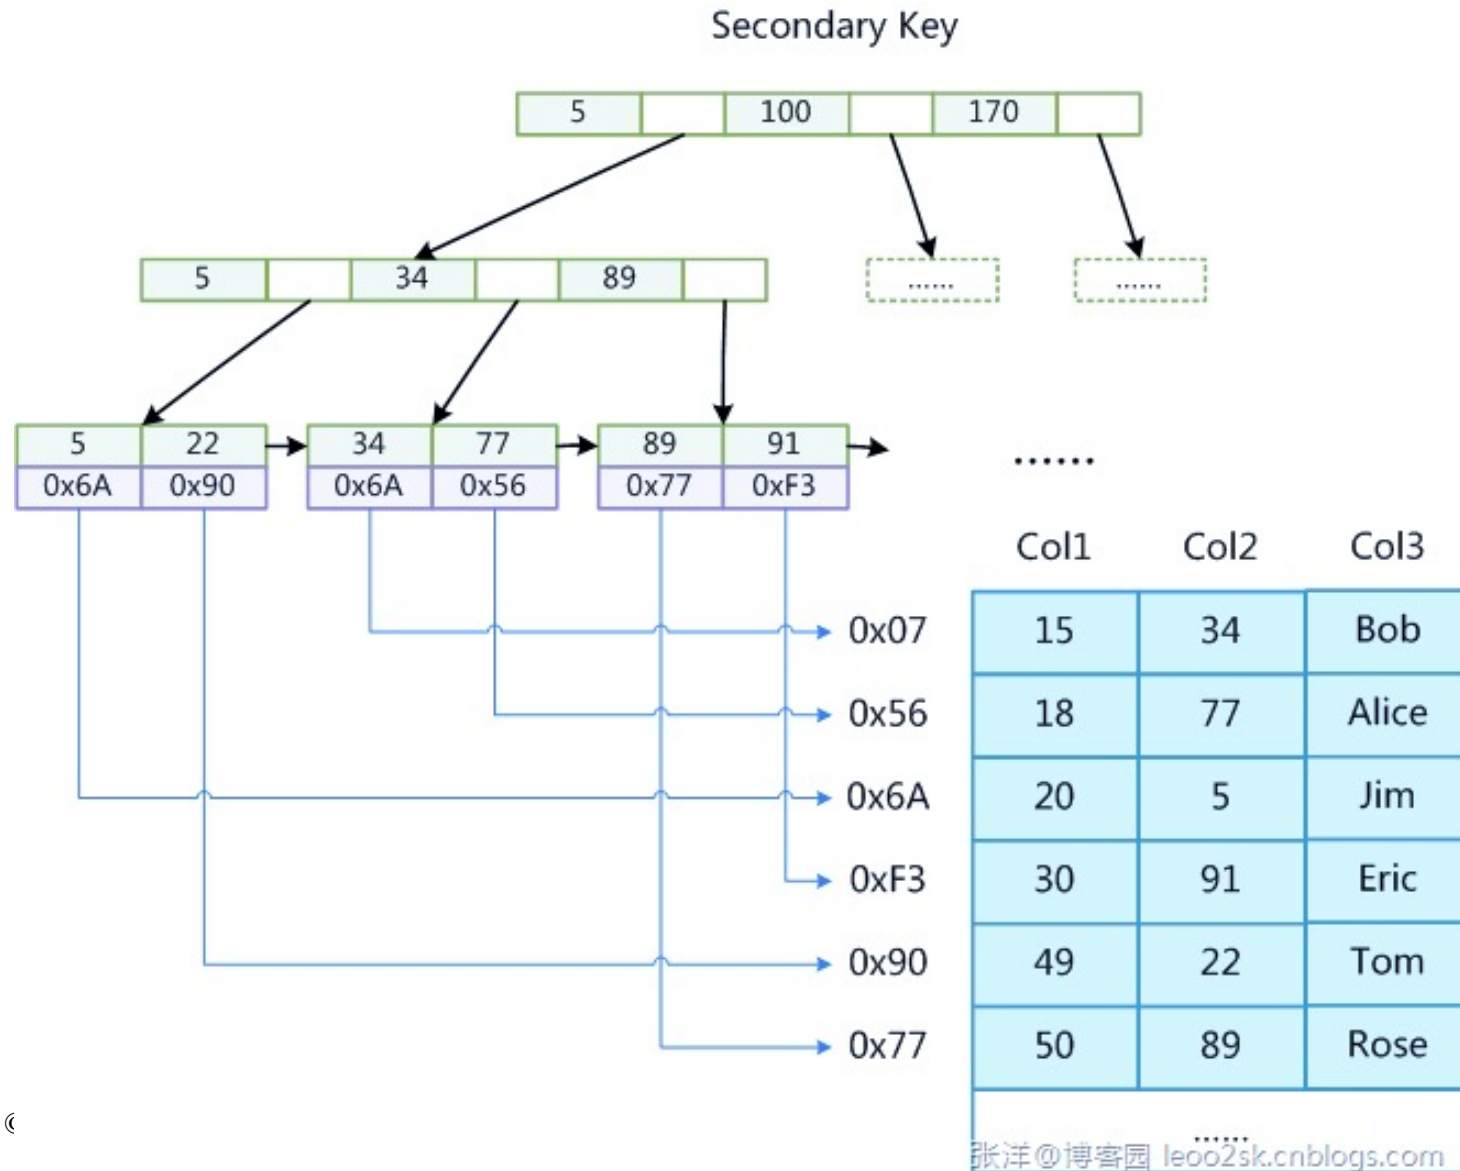 Secondary Key
5 100 170
5 34 89
...... ......
5 22 34 77 89 91
0x6A 0x90 0x6A 0x56 0x77 0xF3
......
Col1 Col2 Col3
0x07 15 34 Bob
0x56 18 77 Alice
0x6A 20 5 Jim
0xF3 30 91 Eric
0x90 49 22 Tom
0x77 50 89 Rose
......
张洋@博客园 leoo2sk.cnblogs.com